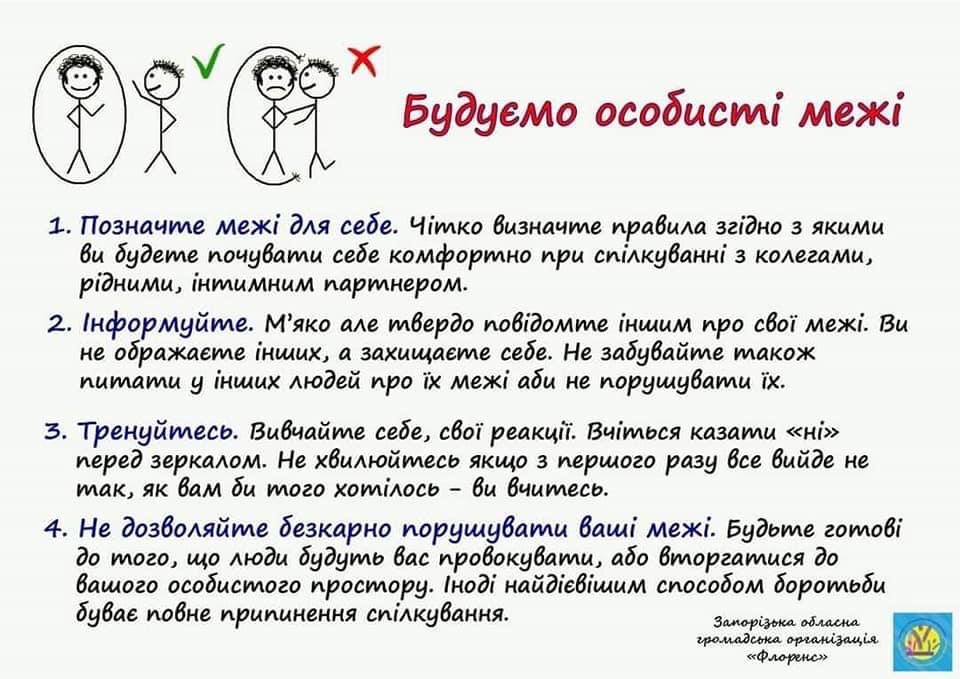 Будуємо особисті межі
1. Позначте межі для себе. Чітко визначте правила згідно з якими
ви будете почувати себе комфортно при спілкуванні з колегами,
рідними, інтимним партнером.
2. Інформуйте. М'яко але твердо повідомте іншим про свої межі. Ви
не ображаєте інших, а захищаєте себе. Не забувайте також
питати у інших людей про їх межі аби не порушувати їх.
3. Тренуйтесь. Вивчайте себе, свої реакції. Вчіться казати «ні»
перед зеркалом. Не хвилюйтесь якщо з першого разу все вийде не
так, як вам би того хотілось – ви вчитесь.
4. Не дозволяйте безкарно порушувати ваші межі. Будьте готові
до того, що люди будуть вас провокувати, або вторгатися до
вашого особистого простору. Іноді найдієвішим способом боротьби
буває повне припинення спілкування.
Запорізька обласна
громадська організація
«Флоренс»